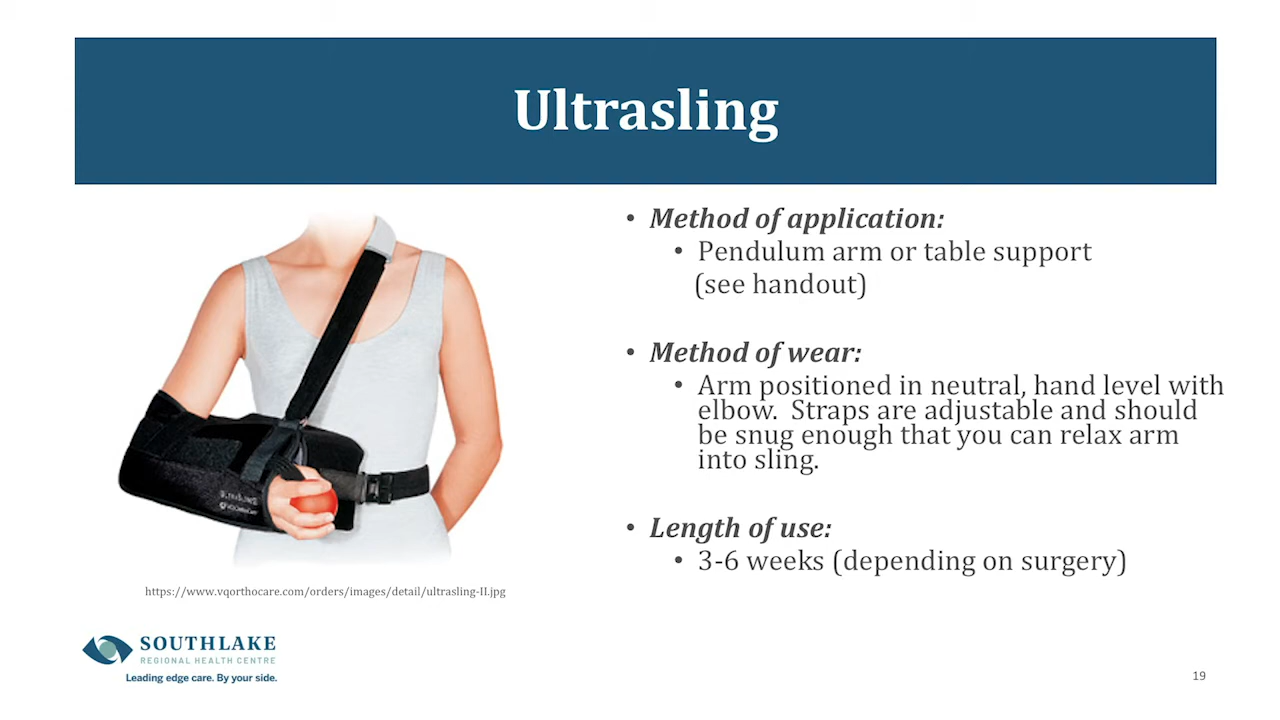 Ultrasling
• Method of application:
• Pendulum arm or table support
(see handout)
• Method of wear:
• Arm positioned in neutral, hand level with
elbow.  Straps are adjustable and should
be snug enough that you can relax arm
into sling.
• Length of use:
• 3-6 weeks (depending on surgery)
https://www.vqorthocare.com/orders/images/detail/ultrasling-II.jpg
SOUTHLAKE
REGIONAL HEALTH CENTRE
Leading edge care. By your side.
19